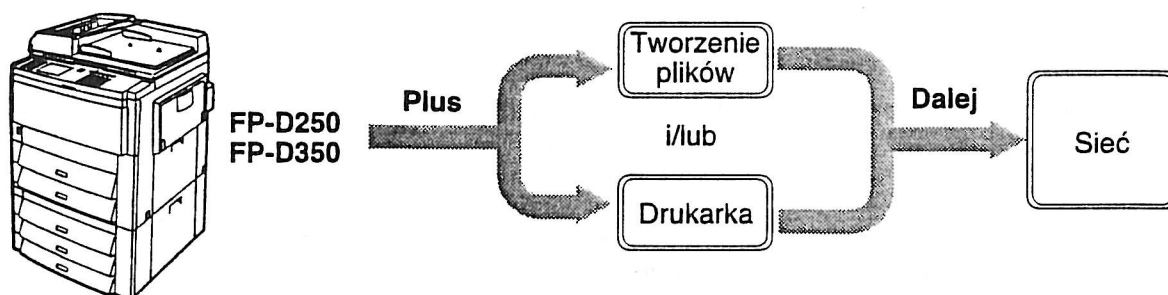 FP-D250
FP-D350
Plus
Tworzenie
plików
i/lub
Drukarka
Dalej
Sieć